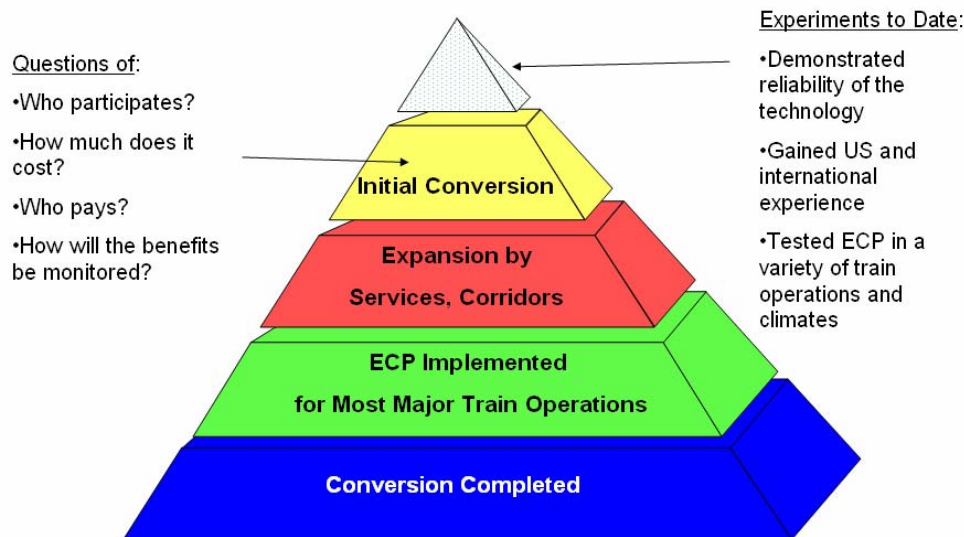 Questions of:
•Who participates?
•How much does it
cost?
•Who pays?
•How will the benefits
be monitored?
Experiments to Date:
•Demonstrated
reliability of the
technology
•Gained US and
international
experience
•Tested ECP in a
variety of train
operations and
climates
Initial Conversion
Expansion by
Services, Corridors
ECP Implemented
for Most Major Train Operations
Conversion Completed